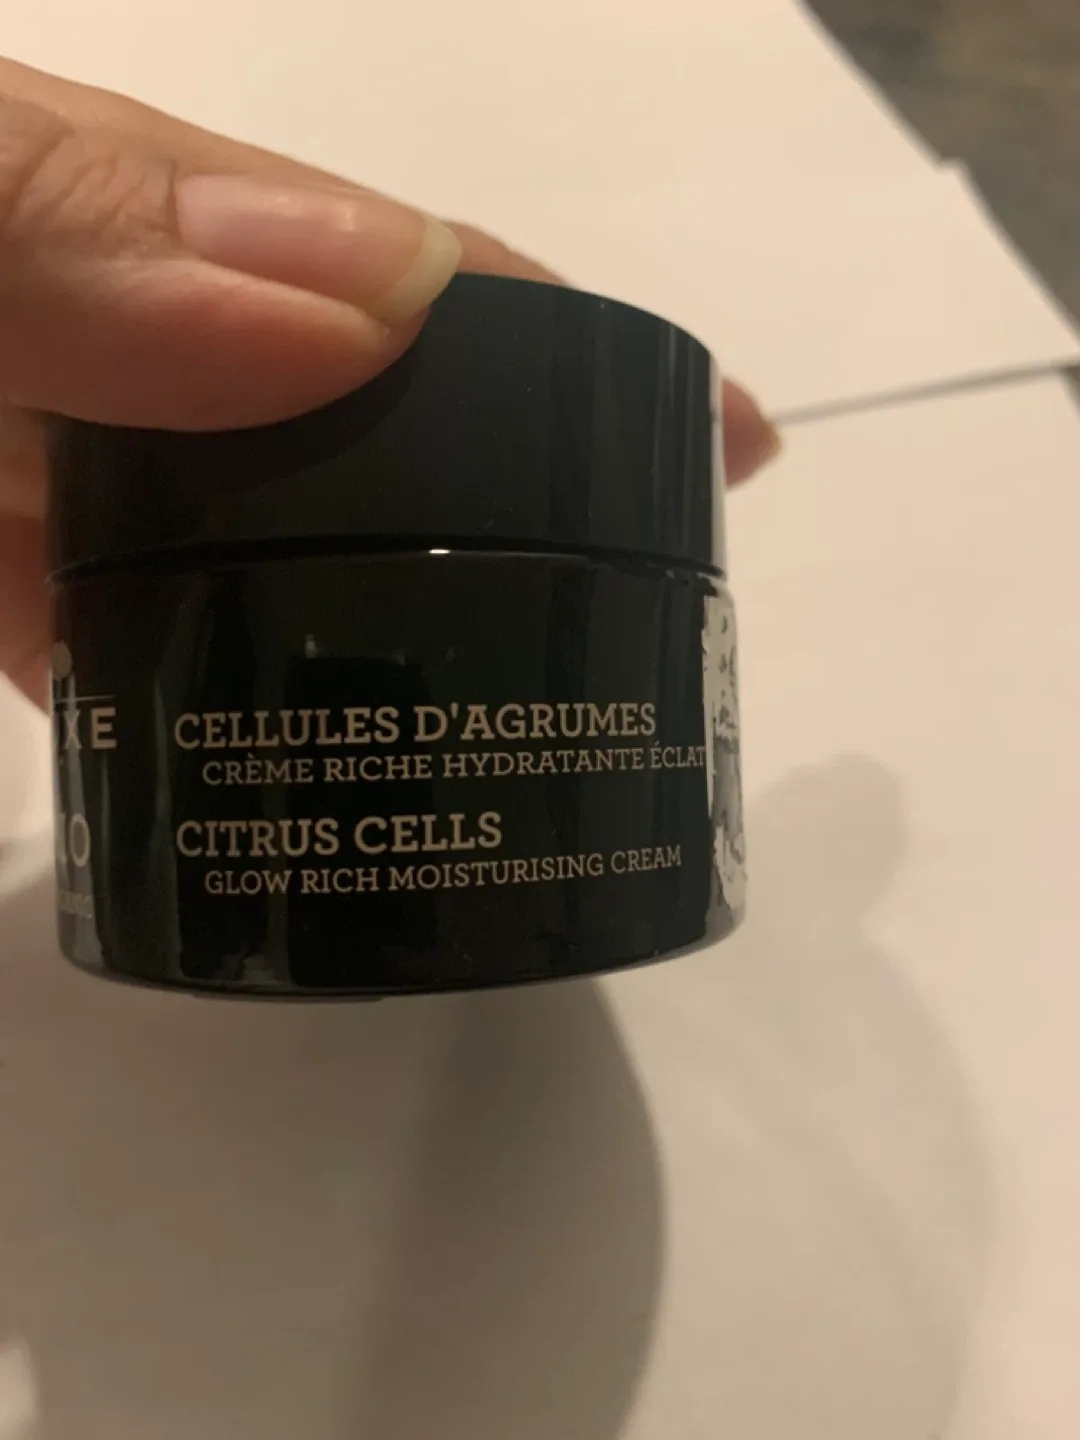 CELLULES D'AGRUMES
CRÈME RICHE HYDRATANTE ÉCLAT
CITRUS CELLS
GLOW RICH MOISTURISING CREAM